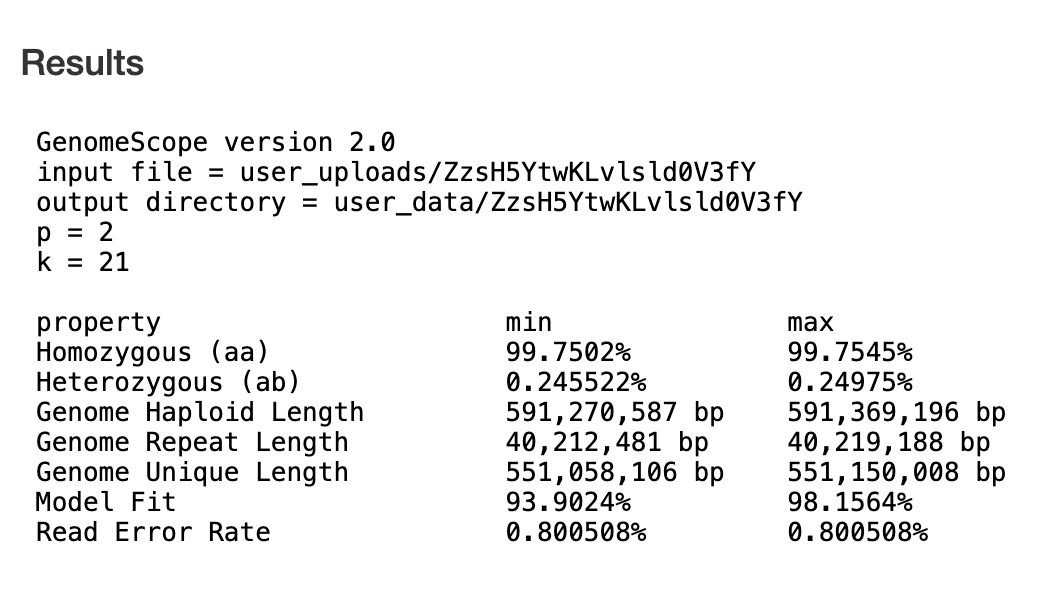 Results
GenomeScope version 2.0
input file = user_uploads/ZzsH5YtwKLvlsld0V3fY
output directory = user_data/ZzsH5YtwKLvlsld0V3fY
p = 2
k = 21
property min max
Homozygous (aa) 99.7502% 99.7545%
Heterozygous (ab) 0.245522% 0.24975%
Genome Haploid Length 591,270,587 bp 591,369,196 bp
Genome Repeat Length 40,212,481 bp 40,219,188 bp
Genome Unique Length 551,058,106 bp 551,150,008 bp
Model Fit 93.9024% 98.1564%
Read Error Rate 0.800508% 0.800508%